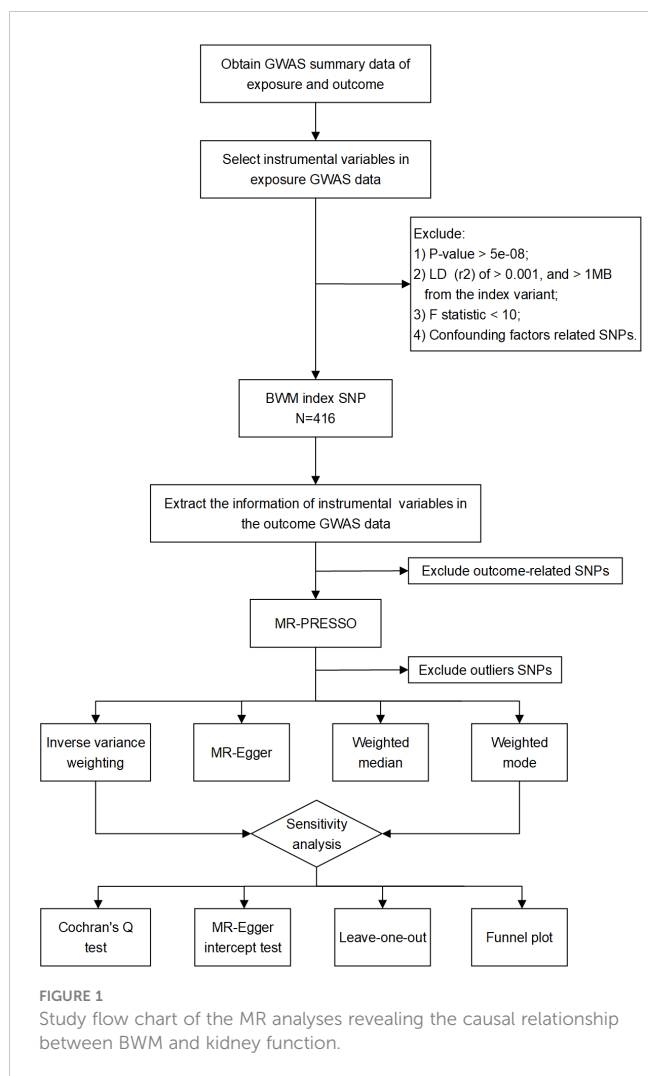 Obtain GWAS summary data of
exposure and outcome
Select instrumental variables in
exposure GWAS data
Exclude:
1) P-value > 5e-08;
2) LD (r2) of > 0.001, and > 1MB
from the index variant;
3) F statistic < 10;
4) Confounding factors related SNPs.
BWM index SNP
N=416
Extract the information of instrumental variables in
the outcome GWAS data
Exclude outcome-related SNPs
MR-PRESSO
Exclude outliers SNPs
Inverse variance
weighting
MR-Egger
Weighted
median
Weighted
mode
Sensitivity
analysis
Cochran's Q
test
MR-Egger
intercept test
Leave-one-out
Funnel plot
FIGURE 1
Study flow chart of the MR analyses revealing the causal relationship
between BWM and kidney function.